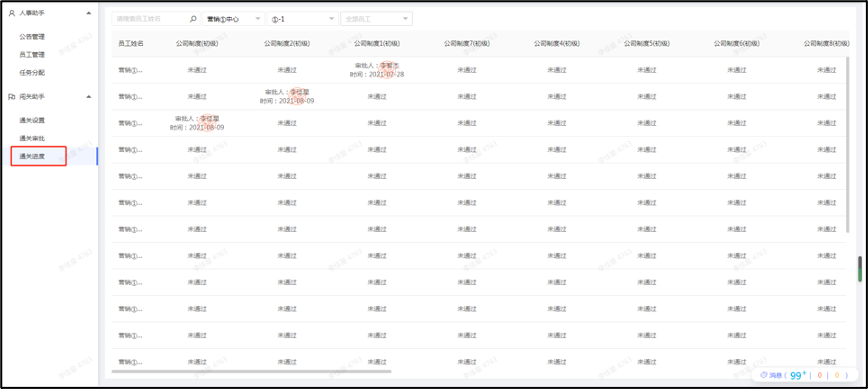 人事助手
公告管理
员工管理
任务分配
闯关助手
通关设置
通关审批
通关进度
请搜索员工姓名 营销①中心 ①-1 全部员工
员工姓名 公司制度(初级) 公司制度2(初级) 公司制度1(初级) 公司制度7(初级) 公司制度4(初级) 公司制度5(初级) 公司制度6(初级) 公司制度8(初级)
营销①... 未通过 未通过 审批人：李 时间：2021-07-28 未通过 未通过 未通过 未通过 未通过
营销①... 未通过 审批人：李佳星 时间：2021-08-09 未通过 未通过 未通过 未通过 未通过 未通过
营销①... 审批人：李佳星 时间：2021-08-09 未通过 未通过 未通过 未通过 未通过 未通过 未通过
营销①... 未通过 未通过 未通过 未通过 未通过 未通过 未通过 未通过
营销①... 未通过 未通过 未通过 未通过 未通过 未通过 未通过 未通过
营销①... 未通过 未通过 未通过 未通过 未通过 未通过 未通过 未通过
营销①... 未通过 未通过 未通过 未通过 未通过 未通过 未通过 未通过
营销①... 未通过 未通过 未通过 未通过 未通过 未通过 未通过 未通过
营销①... 未通过 未通过 未通过 未通过 未通过 未通过 未通过 未通过
营销①... 未通过 未通过 未通过 未通过 未通过 未通过 未通过 未通过
营销①... 未通过 未通过 未通过 未通过 未通过 未通过 未通过 未通过
营销①... 未通过 未通过 未通过 未通过 未通过 未通过 未通过 未通过
消息 ( 99+ | 0 | 0 )